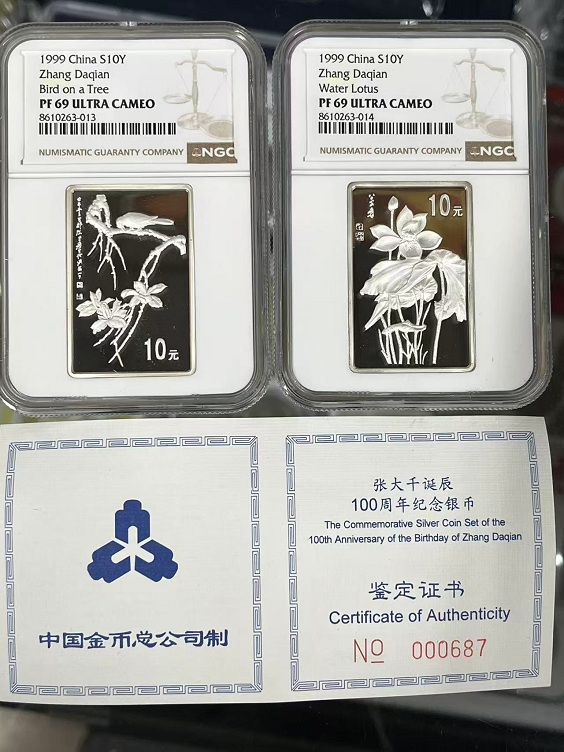 1999 China S10Y
Zhang Daqian
Bird on a Tree
PF 69 ULTRA CAMEO
8610263-013
NUMISMATIC GUARANTY COMPANY
NGC
1999 China S10Y
Zhang Daqian
Water Lotus
PF 69 ULTRA CAMEO
8610263-014
NUMISMATIC GUARANTY COMPANY
NGC
10元
10元
中国金币总公司制
张大千诞辰
100周年纪念银币
The Commemorative Silver Coin Set of the
100th Anniversary of the Birthday of Zhang Daqian
鉴定证书
Certificate of Authenticity
No 000687